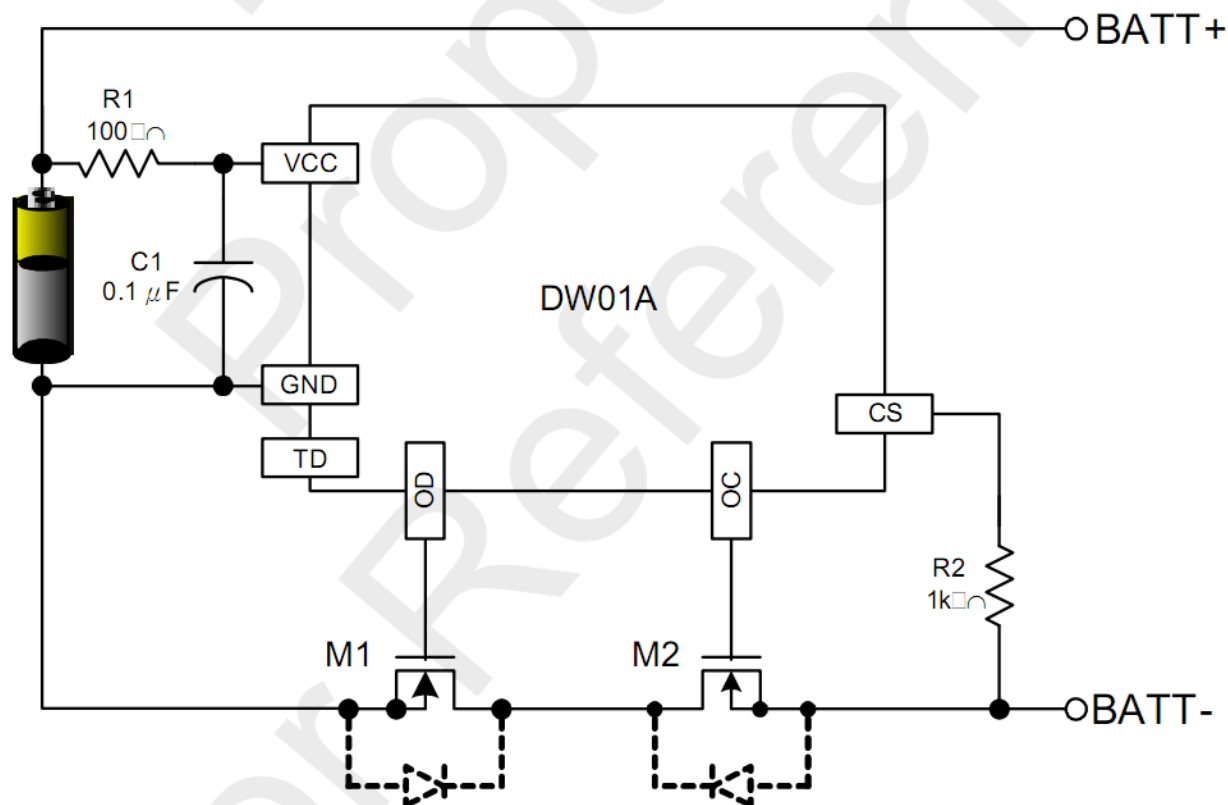 BATT+
R1
100□∩
VCC
C1
0.1 μF
DW01A
GND
CS
TD
OD
OC
R2
1k□∩
M1
M2
BATT-